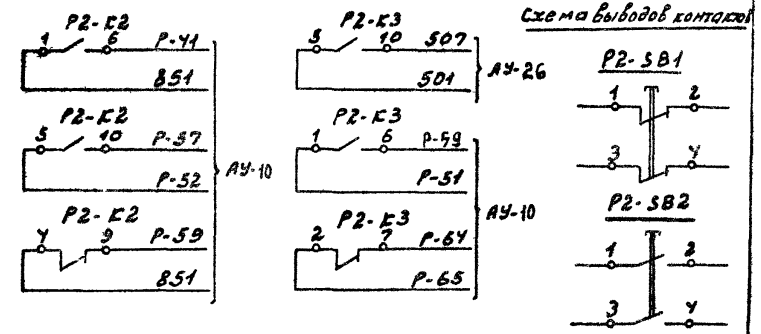 Схема выводов контактов
Р2-К2
1 6 Р-41
851
Р2-К2
5 10 Р-37
Р-52
АУ-10
Р2-К2
4 9 Р-59
851
Р2-К3
5 10 507
501
АУ-26
Р2-К3
1 6 Р-59
Р-51
АУ-10
Р2-К3
2 7 Р-64
Р-65
Р2-SB1
1 2
3 4
Р2-SB2
1 2
3 4